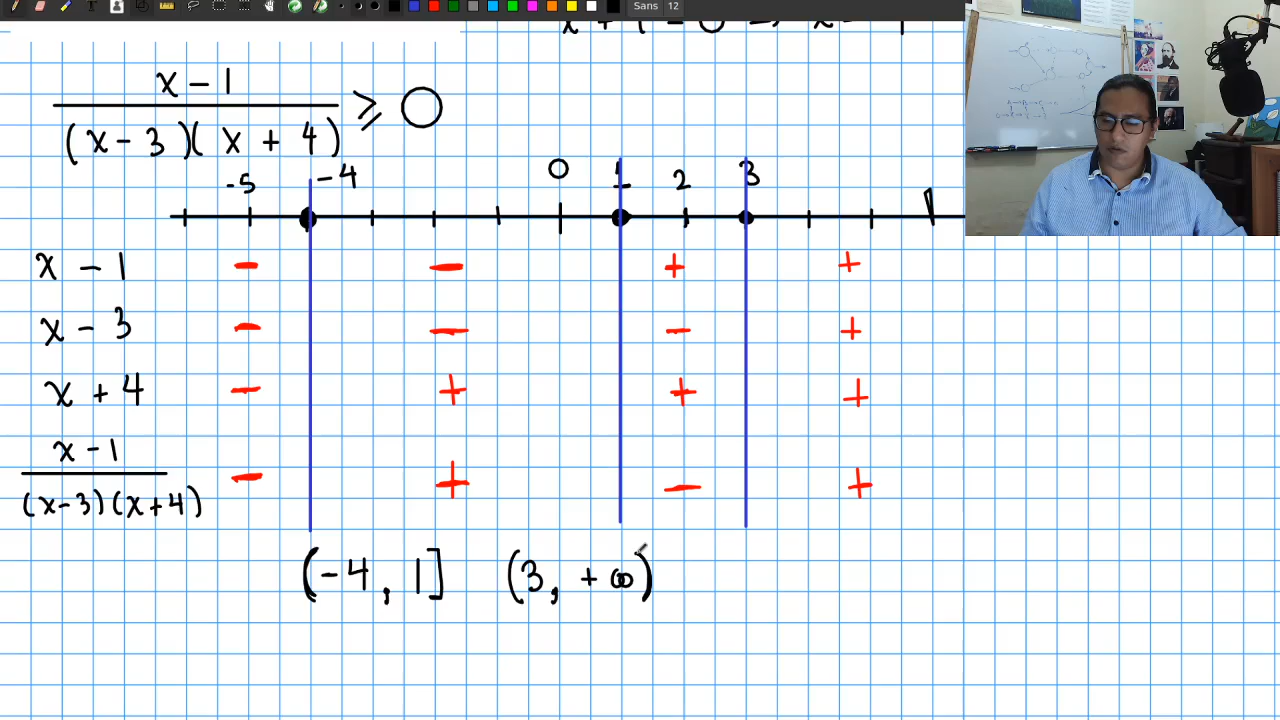 Sans 12
x - 1
(x - 3)(x + 4) ≥ 0
-5 -4 0 1 2 3
x - 1 - - + +
x - 3 - - - +
x + 4 - + + +
x - 1
(x - 3)(x + 4) - + - +
(-4, 1] (3, +∞)